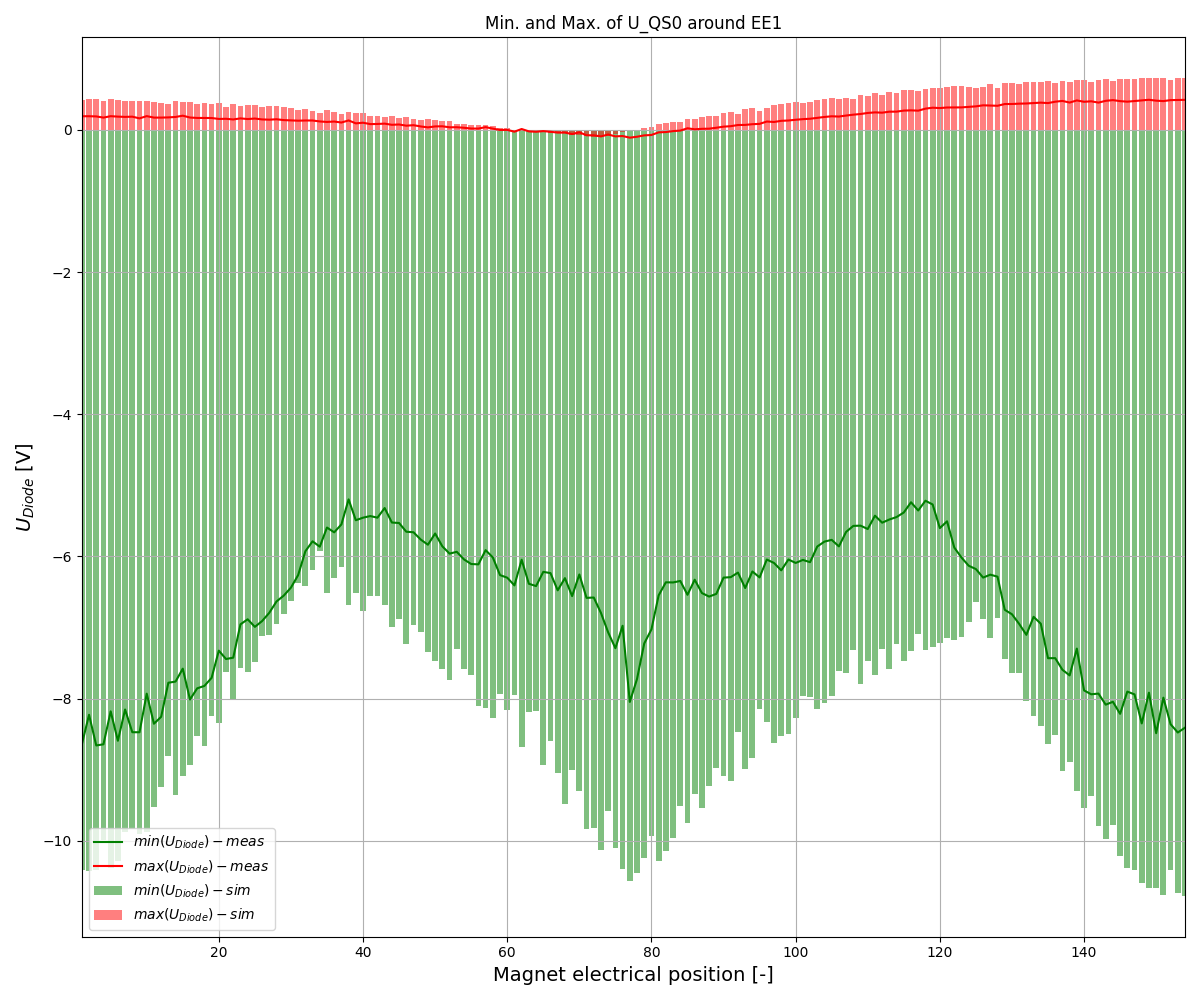 Min. and Max. of U_QS0 around EE1
0
−2
−4
−6
−8
−10
U_Diode [V]
min(U_Diode) − meas
max(U_Diode) − meas
min(U_Diode) − sim
max(U_Diode) − sim
20 40 60 80 100 120 140
Magnet electrical position [-]